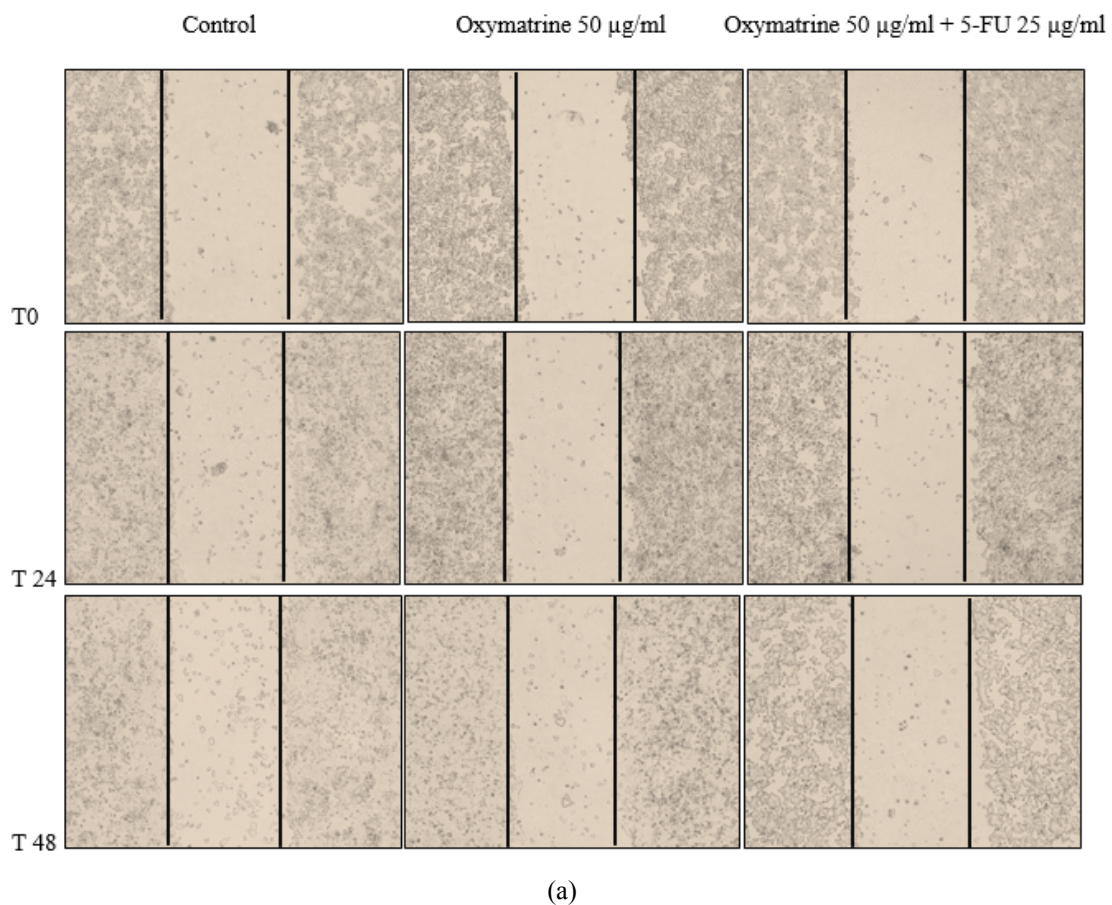 Control Oxymatrine 50 µg/ml Oxymatrine 50 µg/ml + 5-FU 25 µg/ml
T0
T 24
T 48
(a)